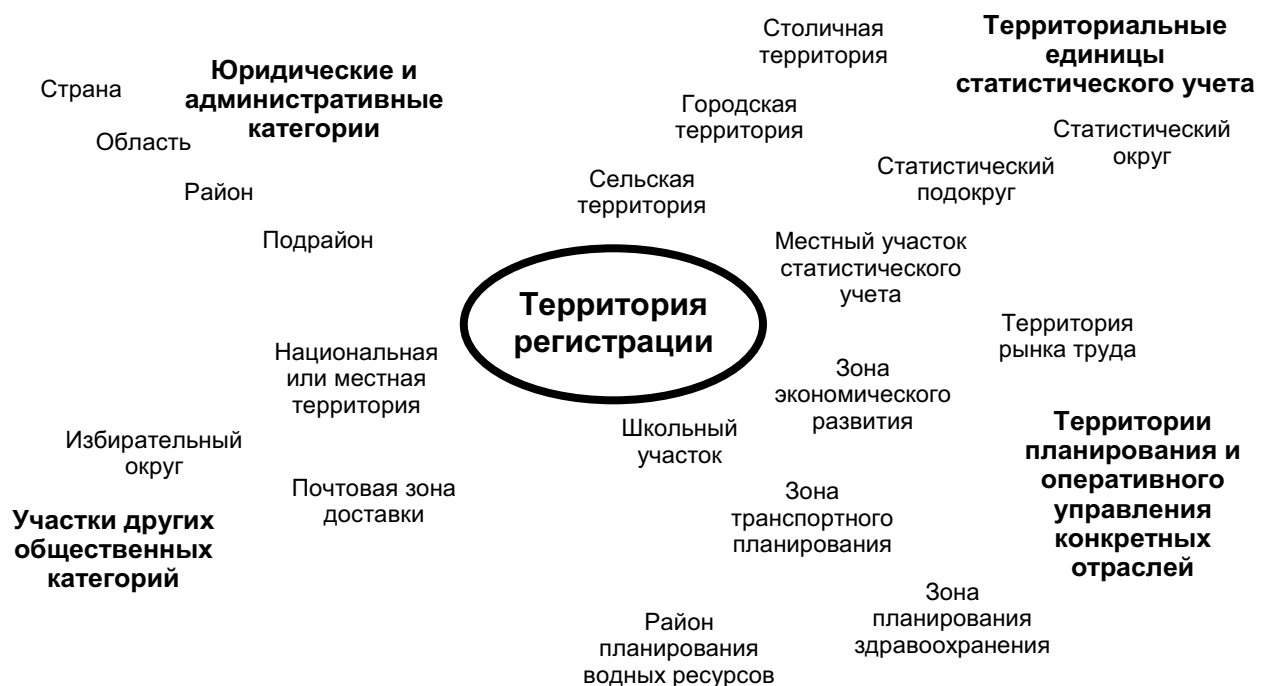 Столичная
территория
Территориальные
единицы
статистического учета
Юридические и
административные
категории
Страна
Область
Район
Подрайон
Городская
территория
Статистический
округ
Статистический
подокруг
Сельская
территория
Местный участок
статистического
учета
Территория
регистрации
Территория
рынка труда
Национальная
или местная
территория
Зона
экономического
развития
Избирательный
округ
Школьный
участок
Территории
планирования и
оперативного
управления
конкретных
отраслей
Почтовая зона
доставки
Участки других
общественных
категорий
Зона
транспортного
планирования
Зона
планирования
здравоохранения
Район
планирования
водных ресурсов